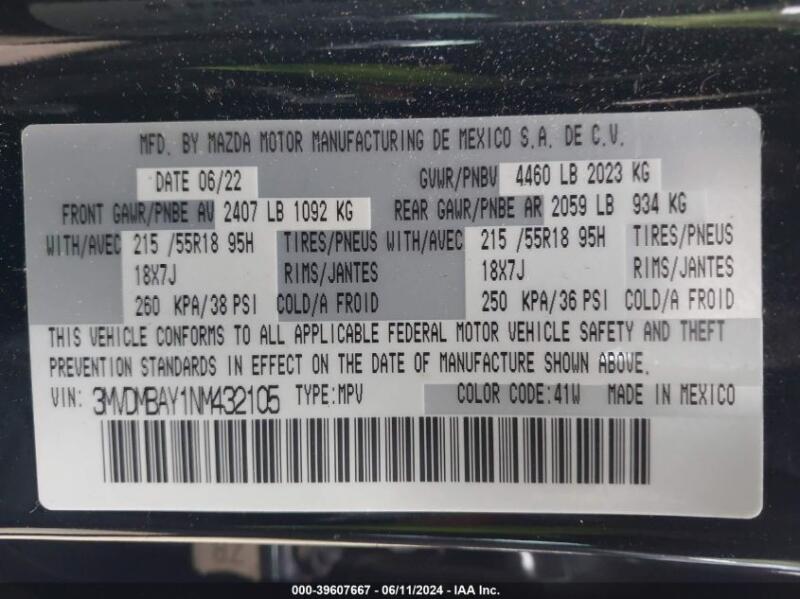 MFD. BY MAZDA MOTOR MANUFACTURING DE MEXICO S.A. DE C.V.
DATE 06/22 GVWR/PNBV 4460 LB 2023 KG
FRONT GAWR/PNBE AV 2407 LB 1092 KG REAR GAWR/PNBE AR 2059 LB 934 KG
WITH/AVEC 215 /55R18 95H TIRES/PNEUS WITH/AVEC 215 /55R18 95H TIRES/PNEUS
18X7J RIMS/JANTES 18X7J RIMS/JANTES
260 KPA/38 PSI COLD/A FROID 250 KPA/36 PSI COLD/A FROID
THIS VEHICLE CONFORMS TO ALL APPLICABLE FEDERAL MOTOR VEHICLE SAFETY AND THEFT
PREVENTION STANDARDS IN EFFECT ON THE DATE OF MANUFACTURE SHOWN ABOVE.
VIN: 3MVDMBAY1NM432105 TYPE:MPV COLOR CODE:41W MADE IN MEXICO
000-39607667 - 06/11/2024 - IAA Inc.